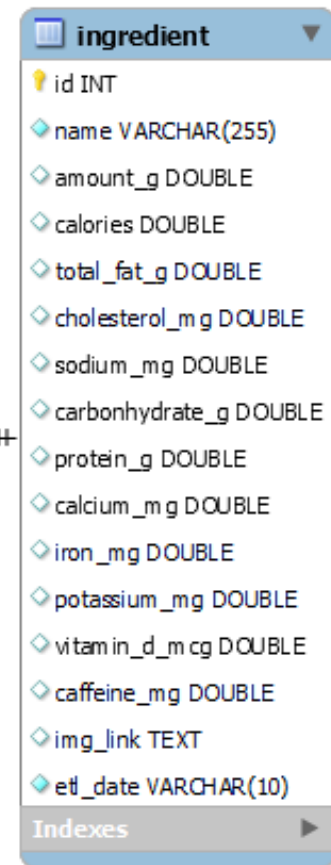 ingredient
id INT
name VARCHAR(255)
amount_g DOUBLE
calories DOUBLE
total_fat_g DOUBLE
cholesterol_mg DOUBLE
sodium_mg DOUBLE
carbonhydrate_g DOUBLE
protein_g DOUBLE
calcium_mg DOUBLE
iron_mg DOUBLE
potassium_mg DOUBLE
vitamin_d_mcg DOUBLE
caffeine_mg DOUBLE
img_link TEXT
etl_date VARCHAR(10)
Indexes